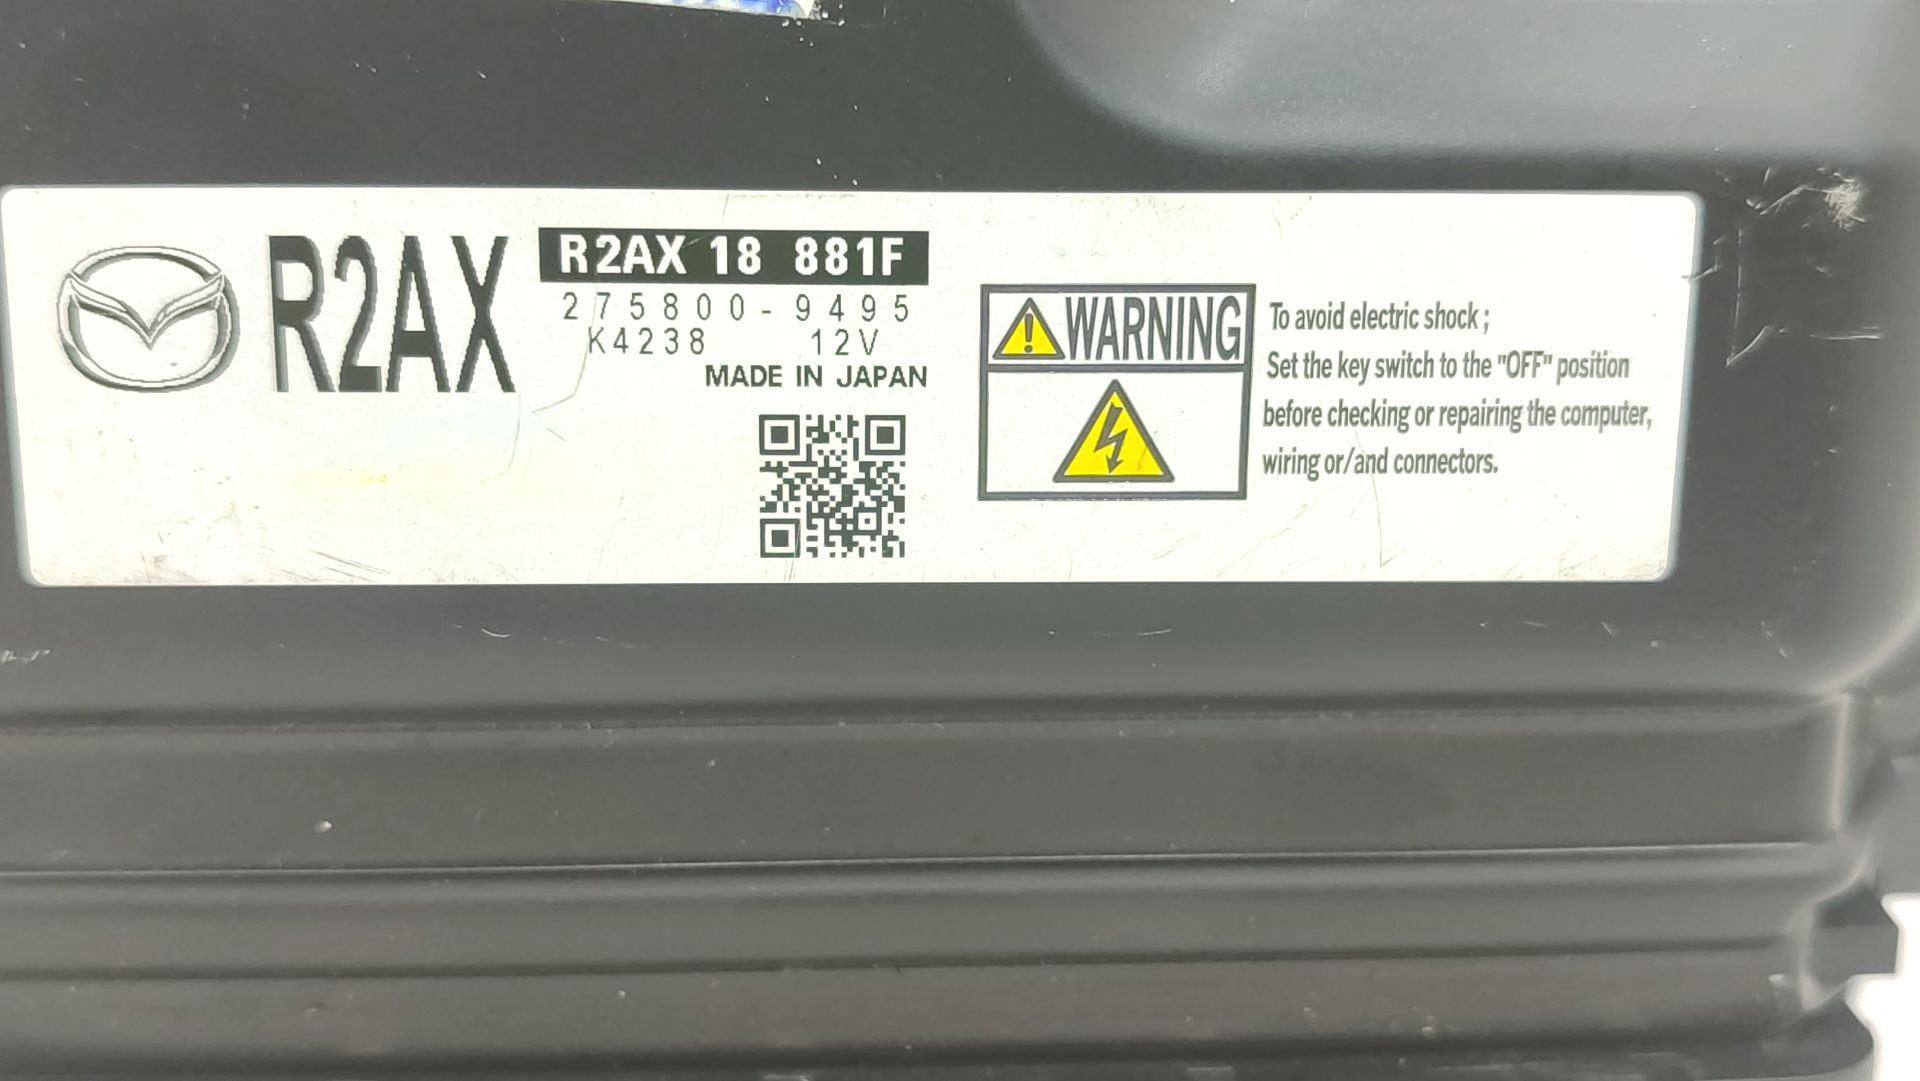 R2AX
R2AX 18 881F
275800-9495
K4238 12V
MADE IN JAPAN
WARNING
To avoid electric shock ;
Set the key switch to the "OFF" position
before checking or repairing the computer,
wiring or/and connectors.